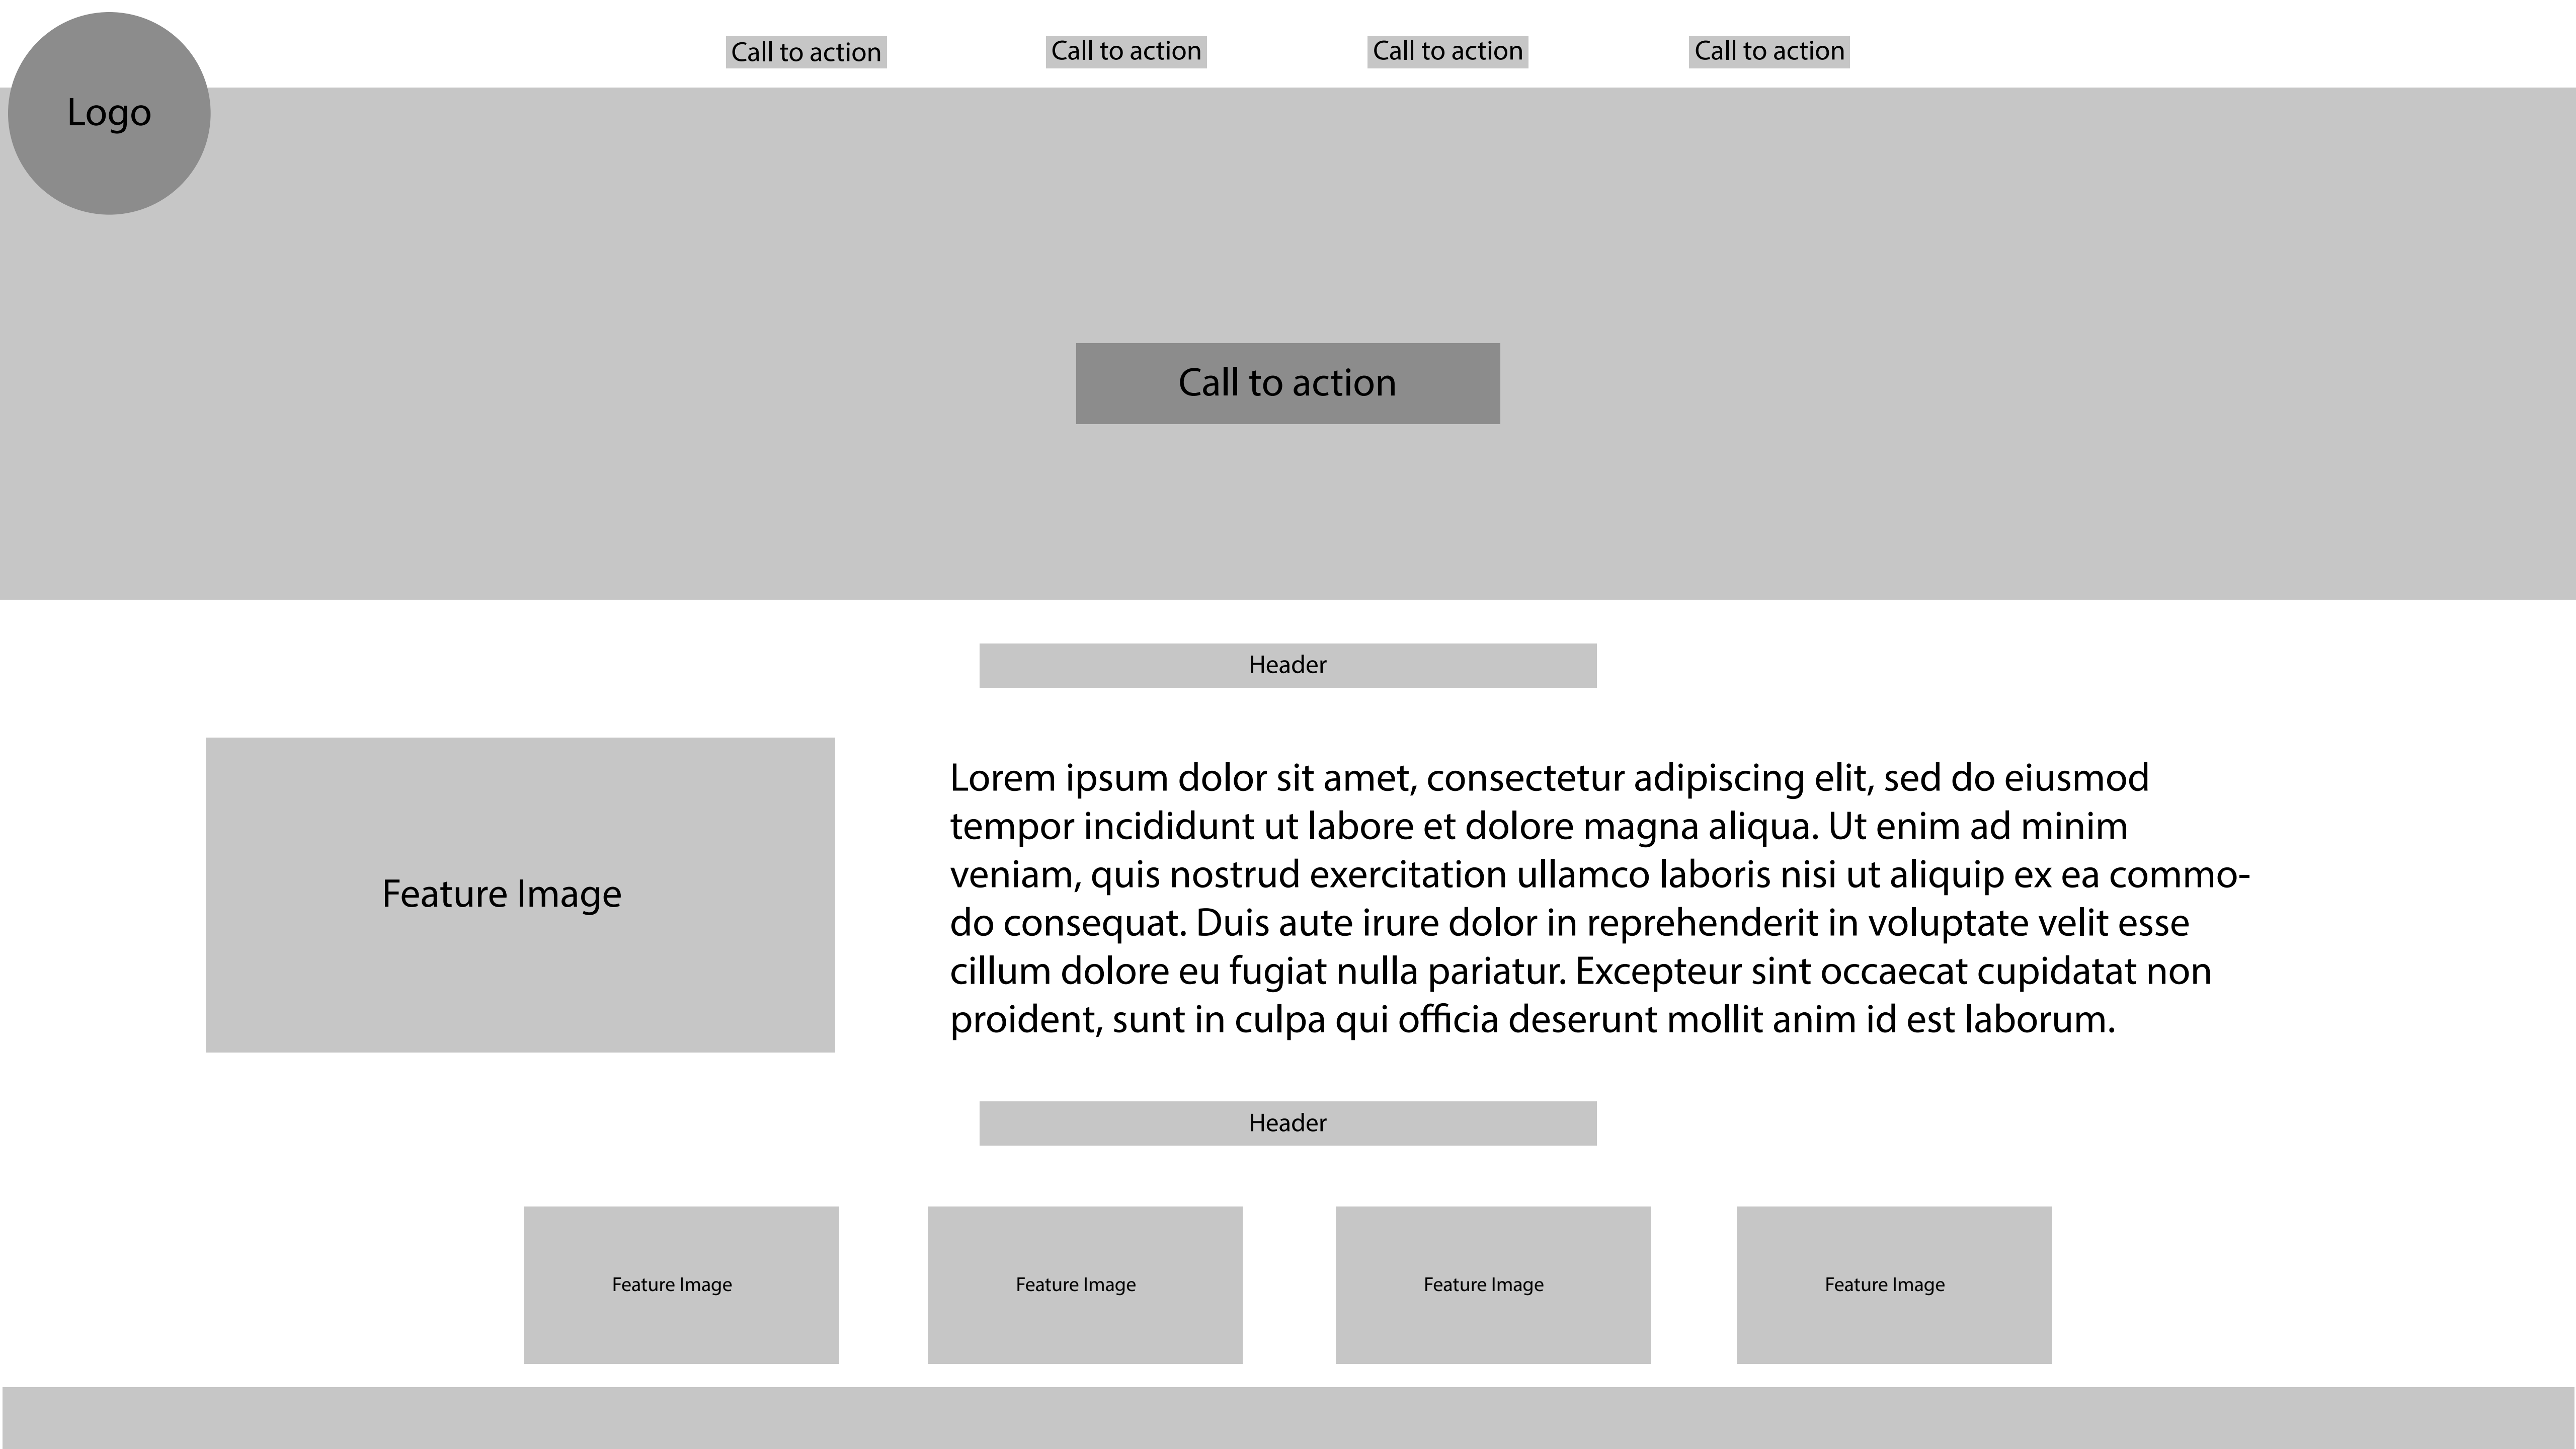 Call to action
Call to action
Call to action
Call to action
Logo
Call to action
Header
Feature Image
Lorem ipsum dolor sit amet, consectetur adipiscing elit, sed do eiusmod
tempor incididunt ut labore et dolore magna aliqua. Ut enim ad minim
veniam, quis nostrud exercitation ullamco laboris nisi ut aliquip ex ea commo-
do consequat. Duis aute irure dolor in reprehenderit in voluptate velit esse
cillum dolore eu fugiat nulla pariatur. Excepteur sint occaecat cupidatat non
proident, sunt in culpa qui officia deserunt mollit anim id est laborum.
Header
Feature Image
Feature Image
Feature Image
Feature Image